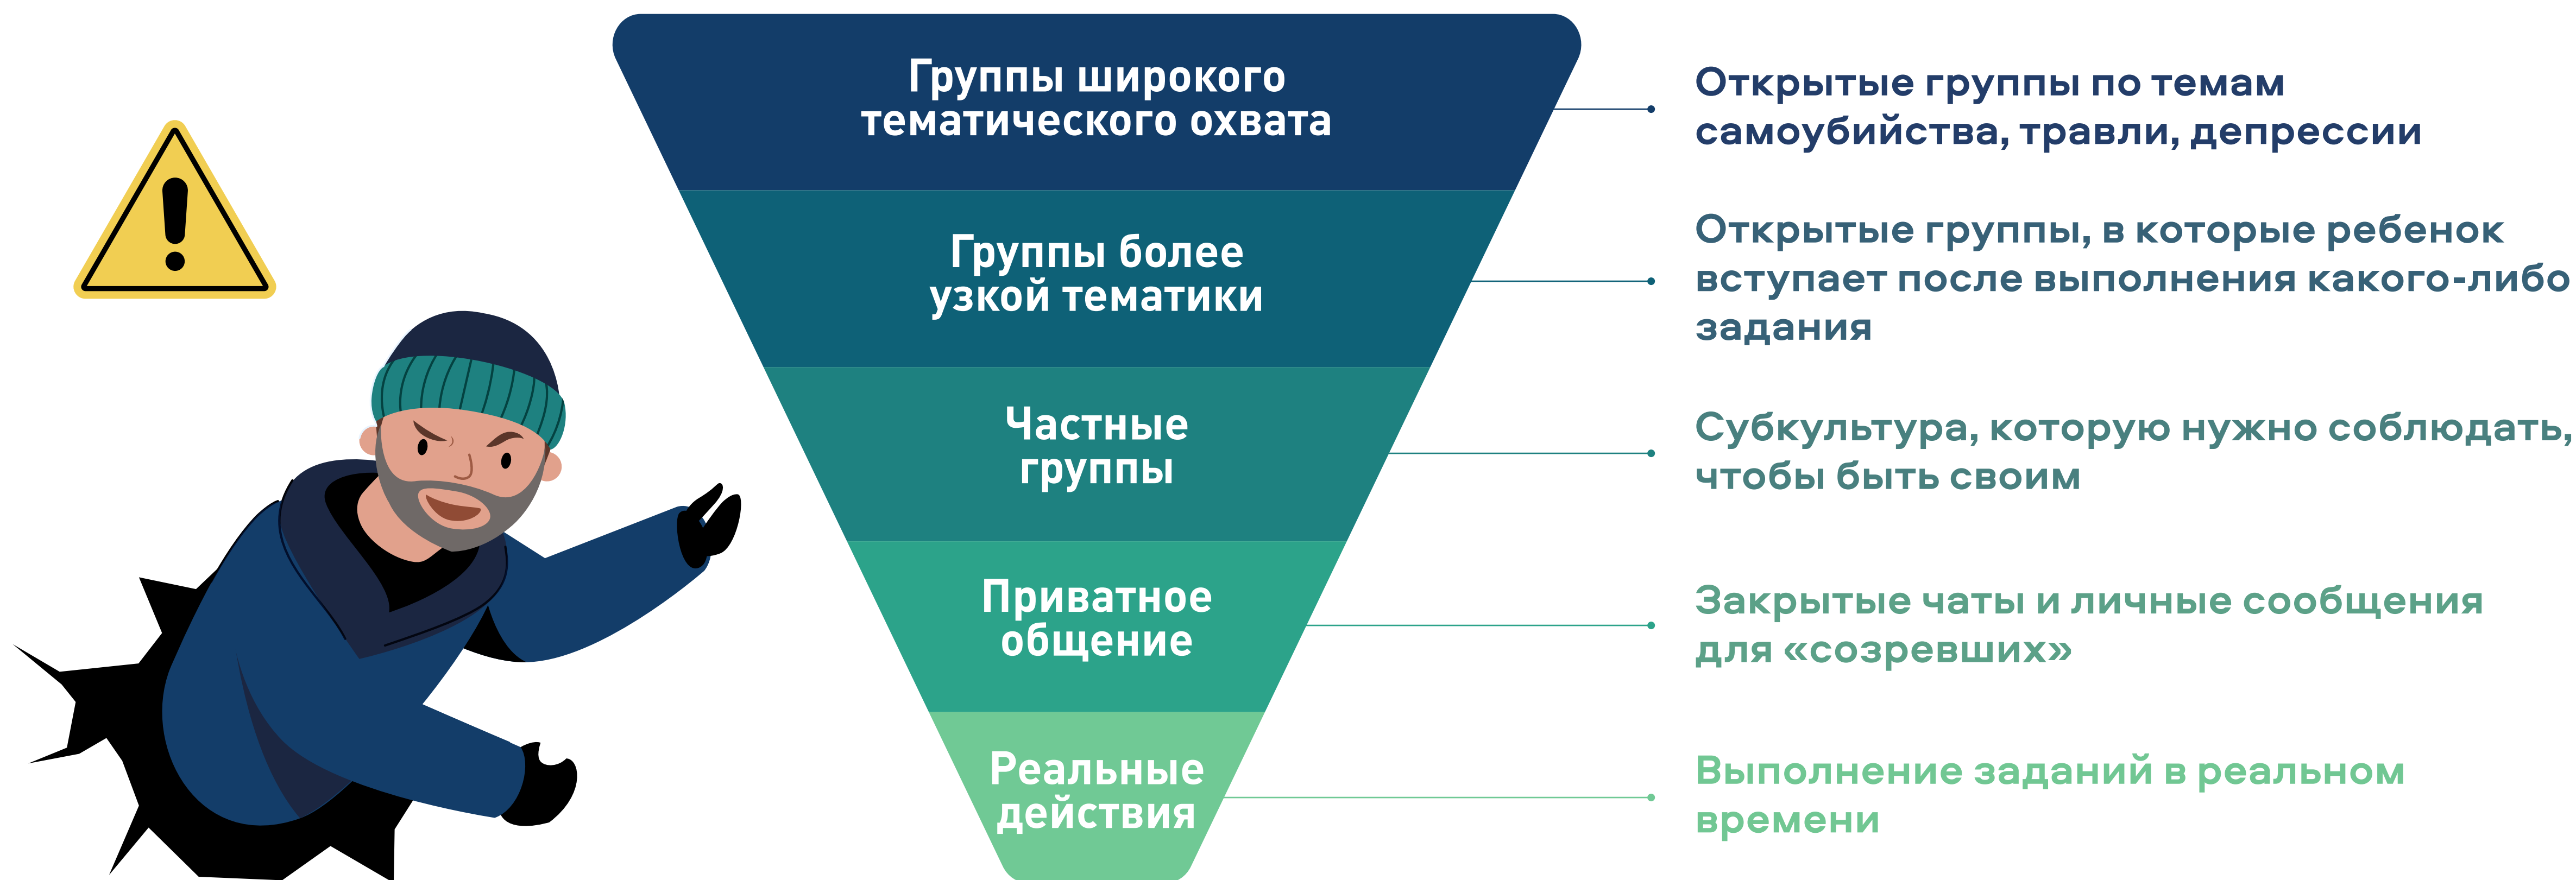 Группы широкого
тематического охвата
Открытые группы по темам
самоубийства, травли, депрессии
Группы более
узкой тематики
Открытые группы, в которые ребенок
вступает после выполнения какого-либо
задания
Частные
группы
Субкультура, которую нужно соблюдать,
чтобы быть своим
Приватное
общение
Закрытые чаты и личные сообщения
для «созревших»
Реальные
действия
Выполнение заданий в реальном
времени